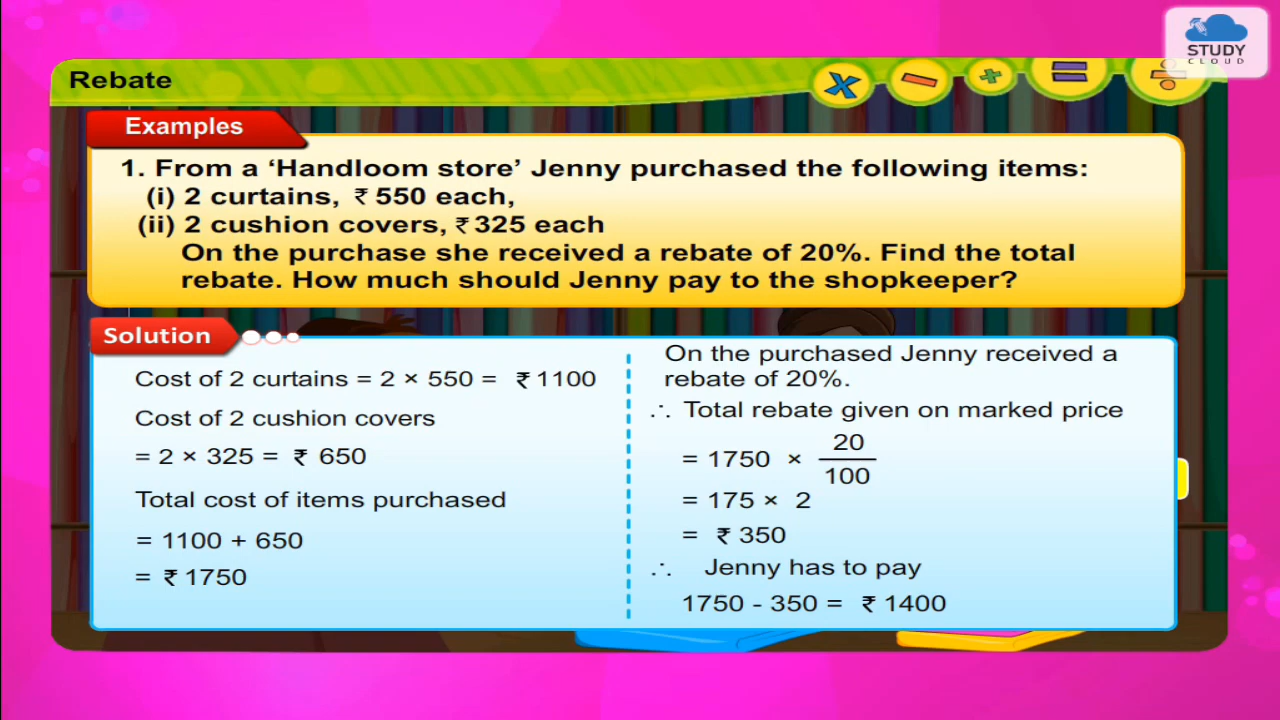 STUDY
CLOUD
Rebate
Examples
1. From a ‘Handloom store’ Jenny purchased the following items:
(i) 2 curtains, ₹ 550 each,
(ii) 2 cushion covers, ₹ 325 each
On the purchase she received a rebate of 20%. Find the total
rebate. How much should Jenny pay to the shopkeeper?
Solution
Cost of 2 curtains = 2 × 550 = ₹ 1100
Cost of 2 cushion covers
= 2 × 325 = ₹ 650
Total cost of items purchased
= 1100 + 650
= ₹ 1750
On the purchased Jenny received a
rebate of 20%.
∴ Total rebate given on marked price
= 1750 × 20/100
= 175 × 2
= ₹ 350
∴ Jenny has to pay
1750 - 350 = ₹ 1400